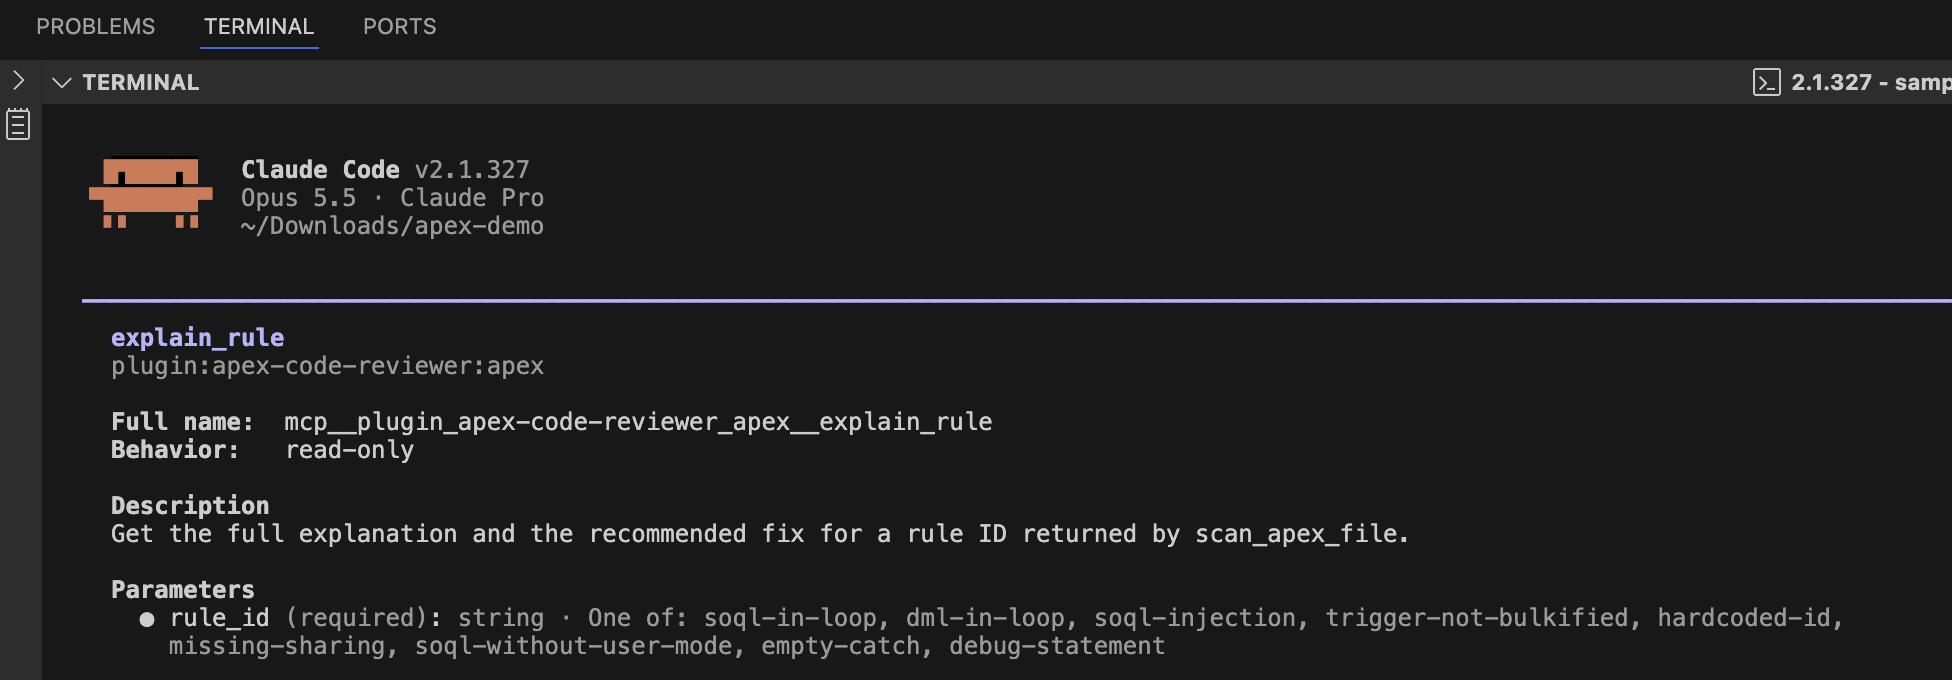 PROBLEMS TERMINAL PORTS
TERMINAL 2.1.327 - samp
Claude Code v2.1.327
Opus 5.5 · Claude Pro
~/Downloads/apex-demo
explain_rule
plugin:apex-code-reviewer:apex
Full name: mcp__plugin_apex-code-reviewer_apex__explain_rule
Behavior: read-only
Description
Get the full explanation and the recommended fix for a rule ID returned by scan_apex_file.
Parameters
● rule_id (required): string · One of: soql-in-loop, dml-in-loop, soql-injection, trigger-not-bulkified, hardcoded-id,
missing-sharing, soql-without-user-mode, empty-catch, debug-statement